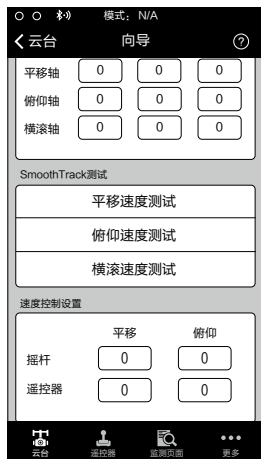 模式：N/A
云台 向导 ?
平移轴 0 0 0
俯仰轴 0 0 0
横滚轴 0 0 0
SmoothTrack测试
平移速度测试
俯仰速度测试
横滚速度测试
速度控制设置
平移 俯仰
摇杆 0 0
遥控器 0 0
云台 遥控器 监测页面 更多